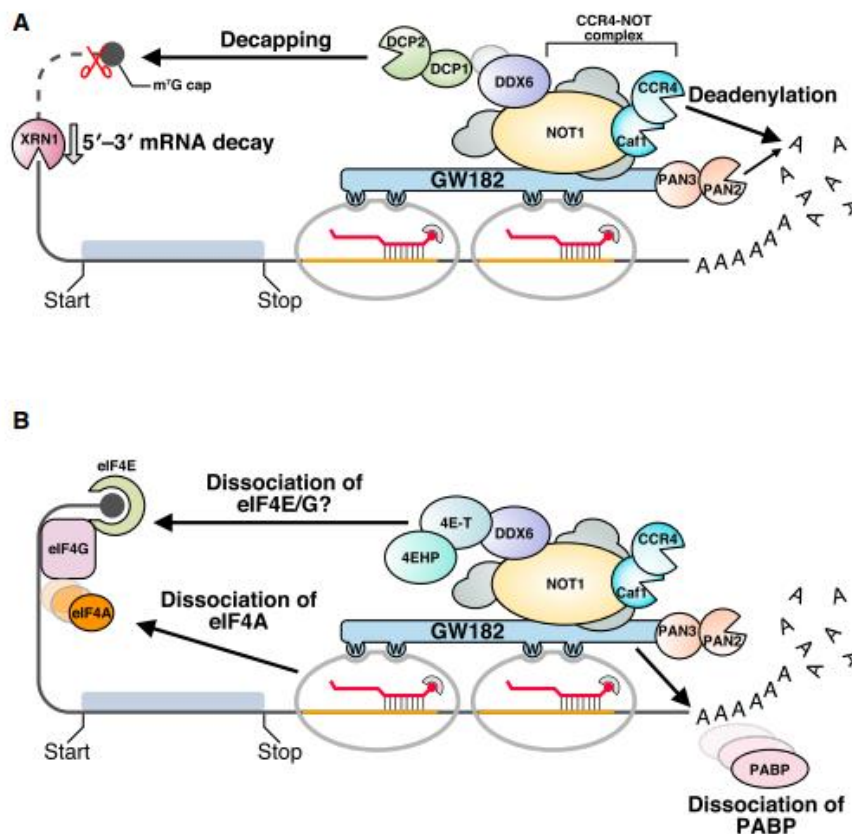 A
CCR4-NOT
complex
Decapping
DCP2
DCP1
DDX6
CCR4
Deadenylation
m⁷G cap
XRN1
5′–3′ mRNA decay
NOT1
Caf1
GW182
PAN3
PAN2
W W W W
A A
A A
A A A
A A A A A A A
Start
Stop
B
eIF4E
Dissociation of
eIF4E/G?
4E-T
DDX6
4EHP
CCR4
eIF4G
NOT1
Caf1
eIF4A
Dissociation of
eIF4A
GW182
PAN3
PAN2
W W W W
A A
A A
A A A
A A A A A A A
Start
Stop
PABP
Dissociation of
PABP